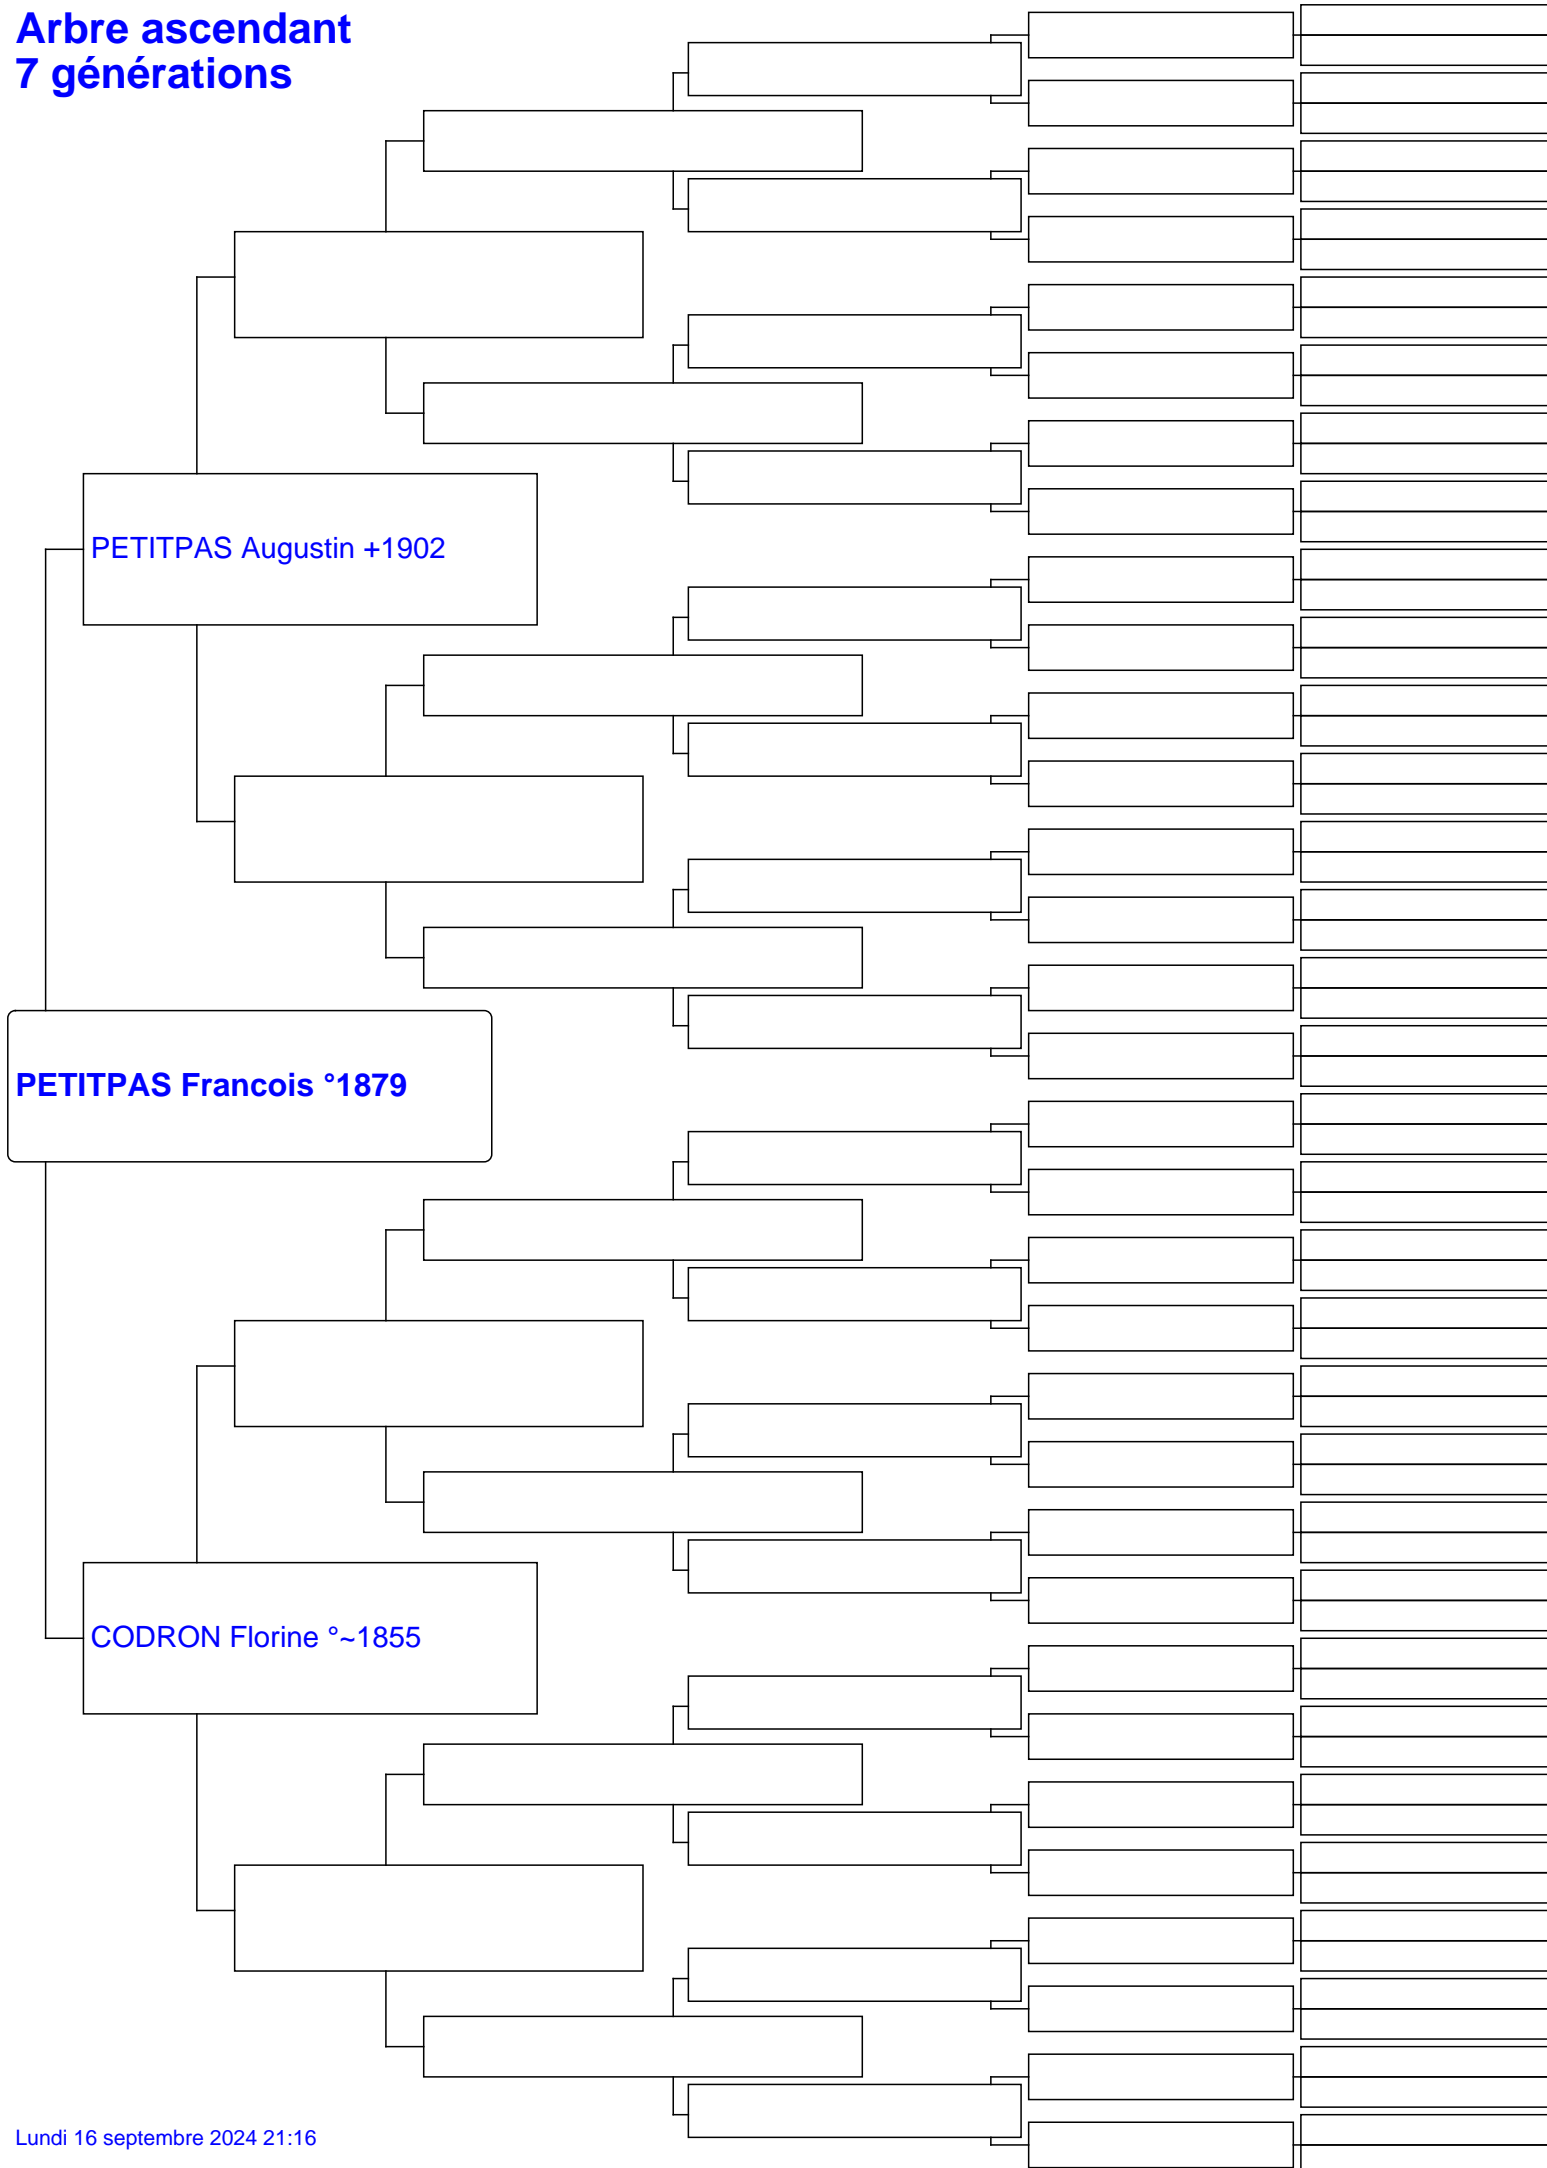 Arbre ascendant
7 générations
PETITPAS Augustin +1902
PETITPAS Francois °1879
CODRON Florine °~1855
Lundi 16 septembre 2024 21:16